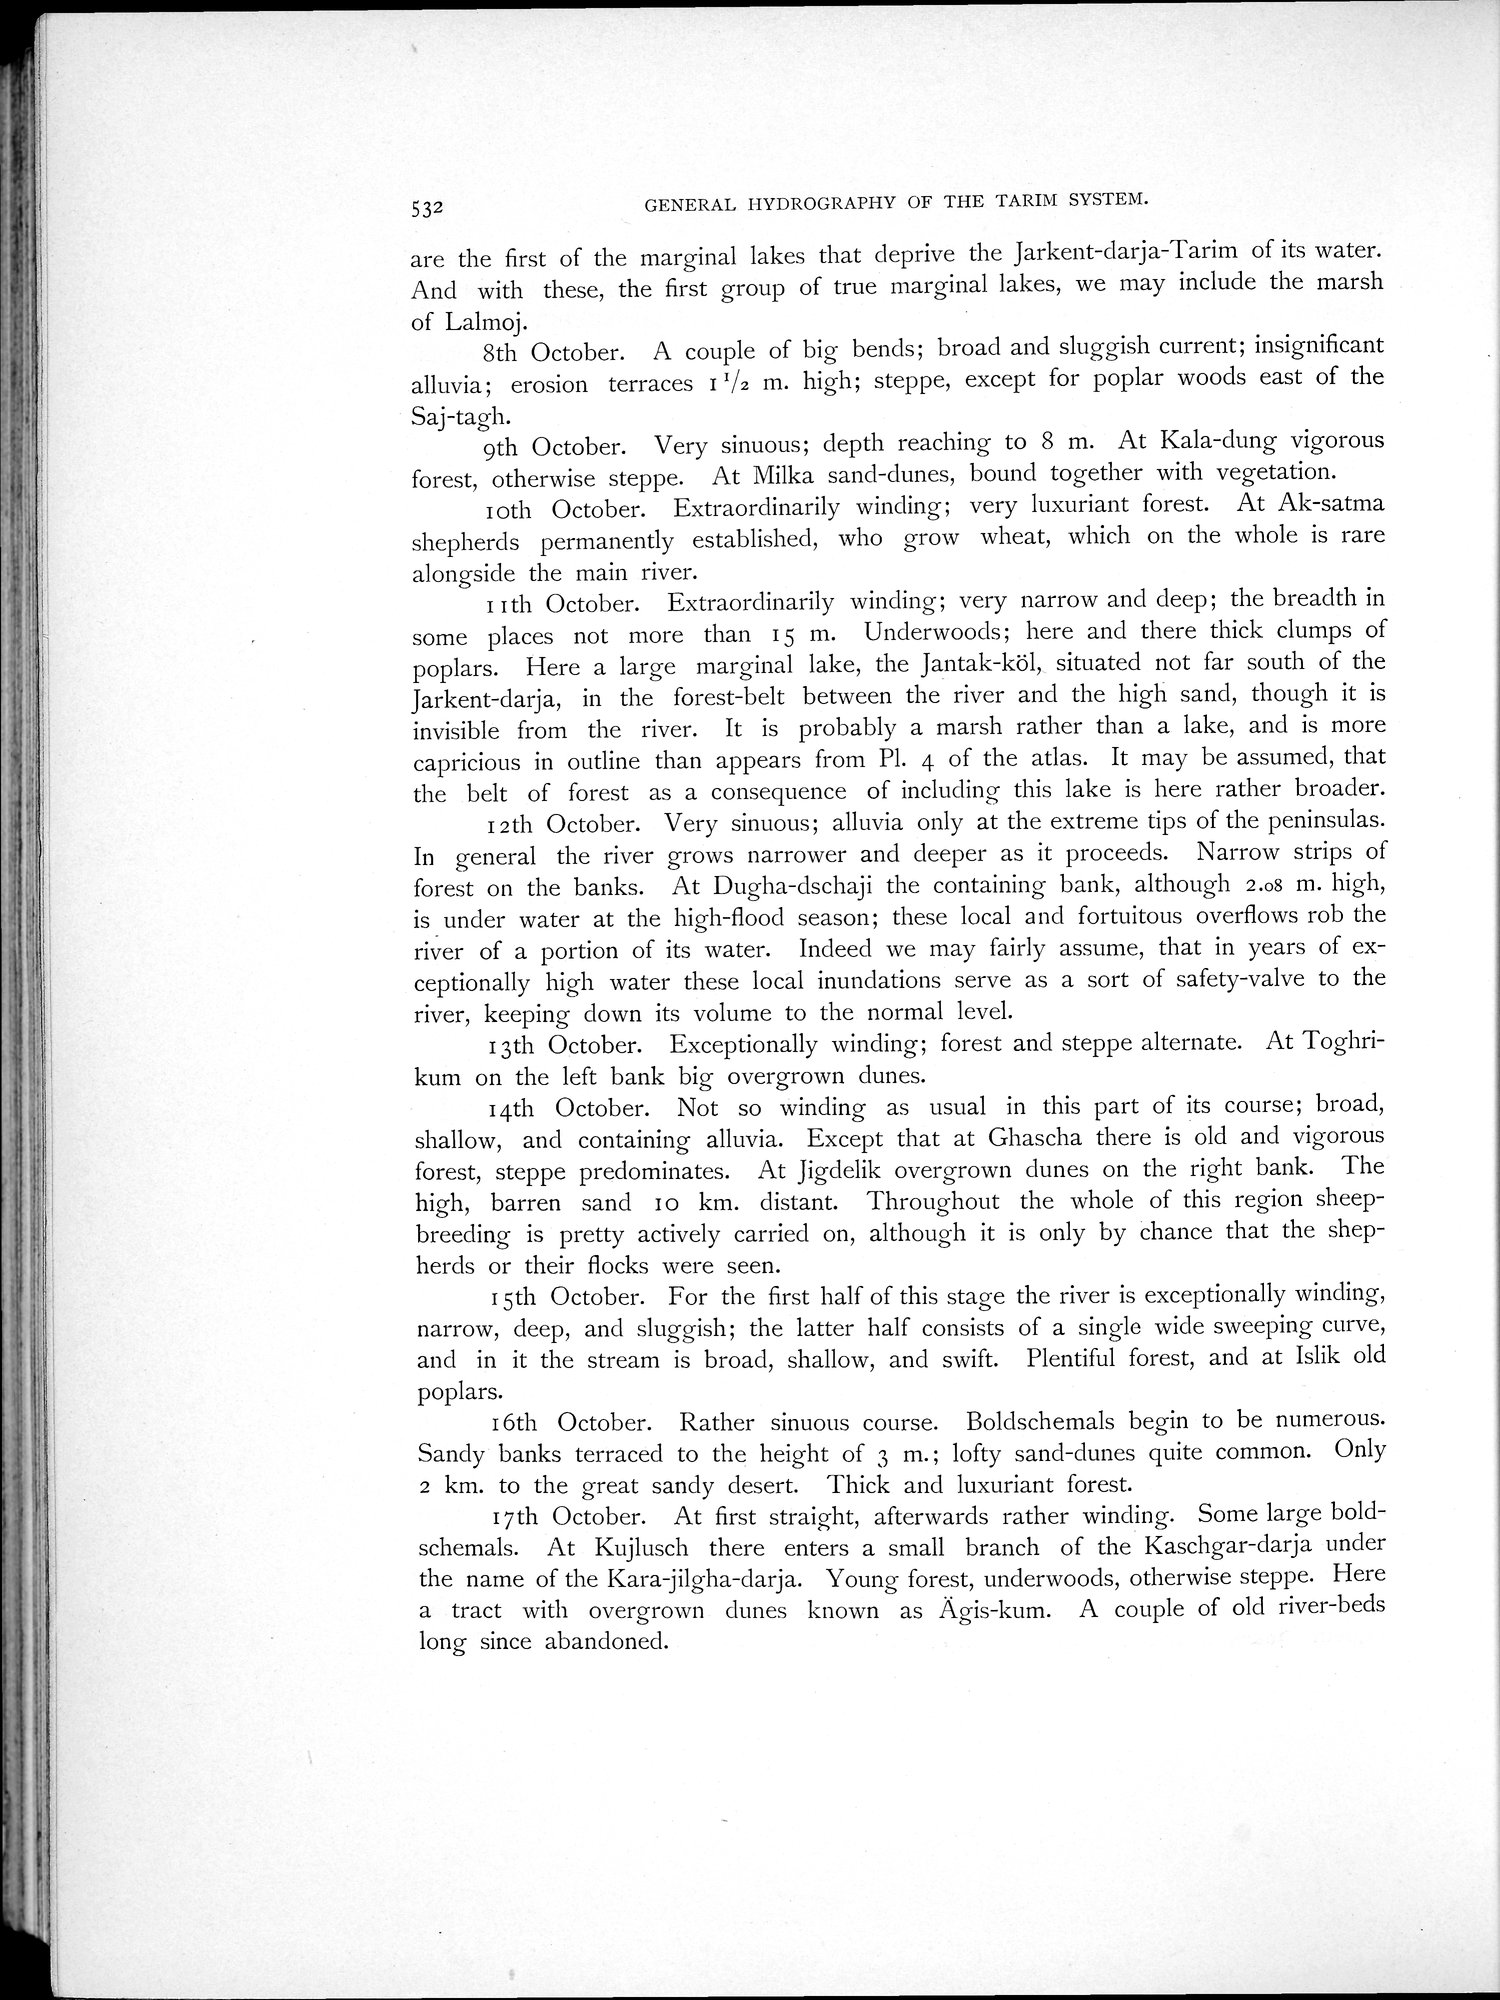 532 GENERAL HYDROGRAPHY OF THE TARIM SYSTEM.
are the first of the marginal lakes that deprive the Jarkent-darja-Tarim of its water.
And with these, the first group of true marginal lakes, we may include the marsh
of Lalmoj.
8th October. A couple of big bends; broad and sluggish current; insignificant
alluvia; erosion terraces 1 1/2 m. high; steppe, except for poplar woods east of the
Saj-tagh.
9th October. Very sinuous; depth reaching to 8 m. At Kala-dung vigorous
forest, otherwise steppe. At Milka sand-dunes, bound together with vegetation.
10th October. Extraordinarily winding; very luxuriant forest. At Ak-satma
shepherds permanently established, who grow wheat, which on the whole is rare
alongside the main river.
11th October. Extraordinarily winding; very narrow and deep; the breadth in
some places not more than 15 m. Underwoods; here and there thick clumps of
poplars. Here a large marginal lake, the Jantak-köl, situated not far south of the
Jarkent-darja, in the forest-belt between the river and the high sand, though it is
invisible from the river. It is probably a marsh rather than a lake, and is more
capricious in outline than appears from Pl. 4 of the atlas. It may be assumed, that
the belt of forest as a consequence of including this lake is here rather broader.
12th October. Very sinuous; alluvia only at the extreme tips of the peninsulas.
In general the river grows narrower and deeper as it proceeds. Narrow strips of
forest on the banks. At Dugha-dschaji the containing bank, although 2.08 m. high,
is under water at the high-flood season; these local and fortuitous overflows rob the
river of a portion of its water. Indeed we may fairly assume, that in years of ex-
ceptionally high water these local inundations serve as a sort of safety-valve to the
river, keeping down its volume to the normal level.
13th October. Exceptionally winding; forest and steppe alternate. At Toghri-
kum on the left bank big overgrown dunes.
14th October. Not so winding as usual in this part of its course; broad,
shallow, and containing alluvia. Except that at Ghascha there is old and vigorous
forest, steppe predominates. At Jigdelik overgrown dunes on the right bank. The
high, barren sand 10 km. distant. Throughout the whole of this region sheep-
breeding is pretty actively carried on, although it is only by chance that the shep-
herds or their flocks were seen.
15th October. For the first half of this stage the river is exceptionally winding,
narrow, deep, and sluggish; the latter half consists of a single wide sweeping curve,
and in it the stream is broad, shallow, and swift. Plentiful forest, and at Islik old
poplars.
16th October. Rather sinuous course. Boldschemals begin to be numerous.
Sandy banks terraced to the height of 3 m.; lofty sand-dunes quite common. Only
2 km. to the great sandy desert. Thick and luxuriant forest.
17th October. At first straight, afterwards rather winding. Some large bold-
schemals. At Kujlusch there enters a small branch of the Kaschgar-darja under
the name of the Kara-jilgha-darja. Young forest, underwoods, otherwise steppe. Here
a tract with overgrown dunes known as Ägis-kum. A couple of old river-beds
long since abandoned.